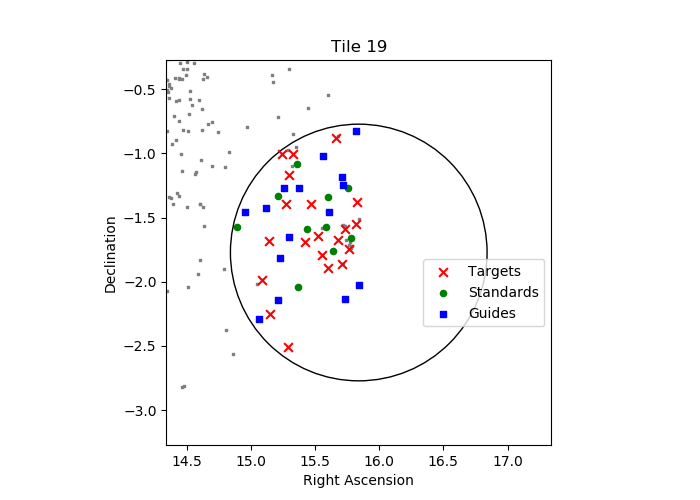 Tile 19
Declination
−0.5
−1.0
−1.5
−2.0
−2.5
−3.0
Targets
Standards
Guides
14.5 15.0 15.5 16.0 16.5 17.0
Right Ascension